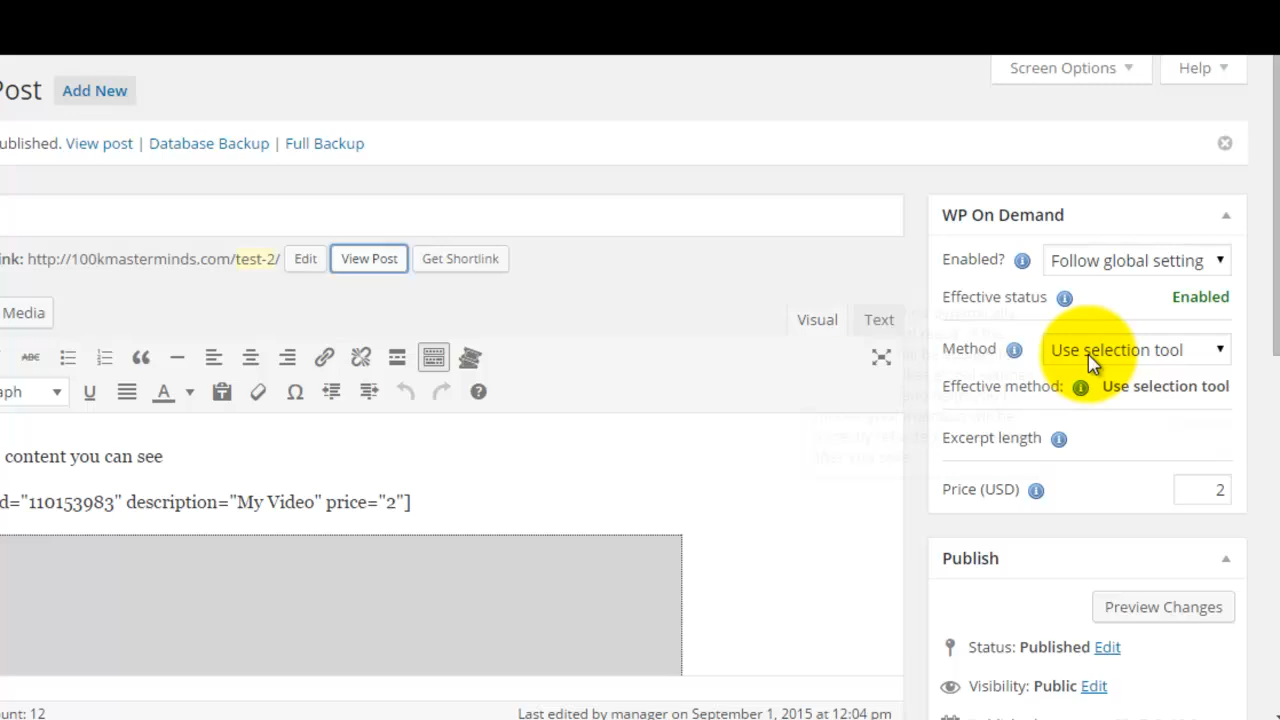 Screen Options
Help
Post Add New
ublished. View post | Database Backup | Full Backup
WP On Demand
ink: http://100kmasterminds.com/test-2/ Edit View Post Get Shortlink
Enabled? Follow global setting
Effective status Enabled
Media
Visual Text
ABC
Method Use selection tool
Effective method: Use selection tool
aph A
content you can see
Excerpt length
d="110153983" description="My Video" price="2"]
Price (USD) 2
Publish
Preview Changes
Status: Published Edit
Visibility: Public Edit
unt: 12
Last edited by manager on September 1, 2015 at 12:04 pm